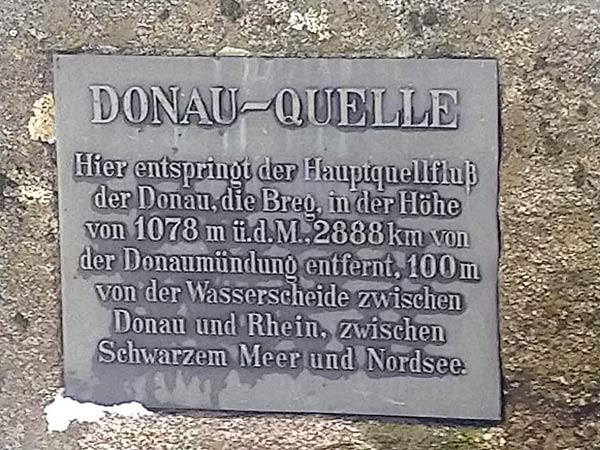 DONAU-QUELLE
Hier entspringt der Hauptquellfluß
der Donau, die Breg, in der Höhe
von 1078 m ü.d.M., 2888 km von
der Donaumündung entfernt, 100 m
von der Wasserscheide zwischen
Donau und Rhein, zwischen
Schwarzem Meer und Nordsee.